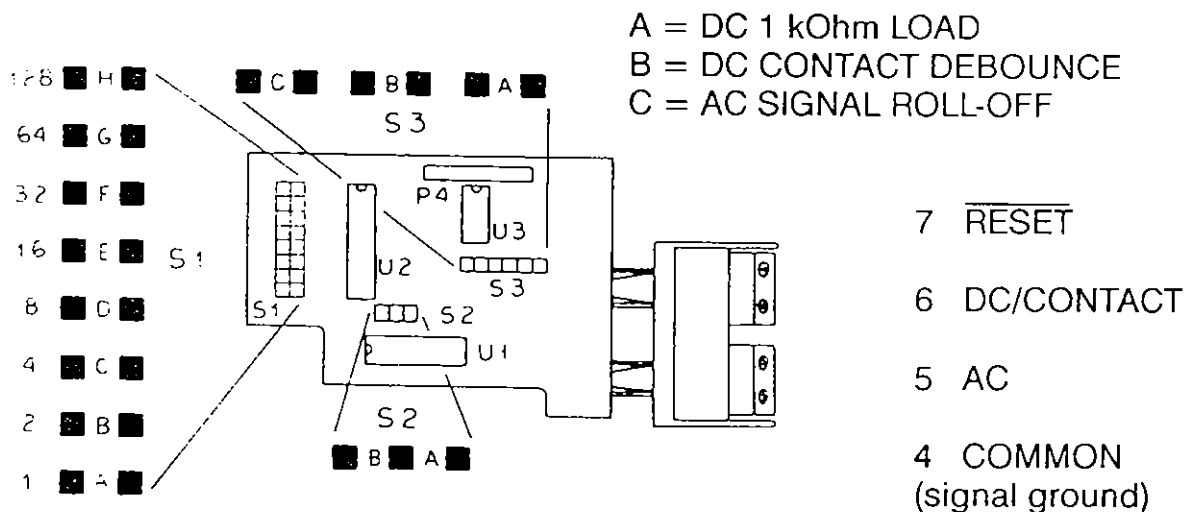 A = DC 1 kOhm LOAD
B = DC CONTACT DEBOUNCE
C = AC SIGNAL ROLL-OFF
128 H
64 G
32 F
16 E
8 D
4 C
2 B
1 A
S1
C B A
S3
P4
U3
U2
S3
S1
S2
U1
S2
B A
7 RESET
6 DC/CONTACT
5 AC
4 COMMON
(signal ground)